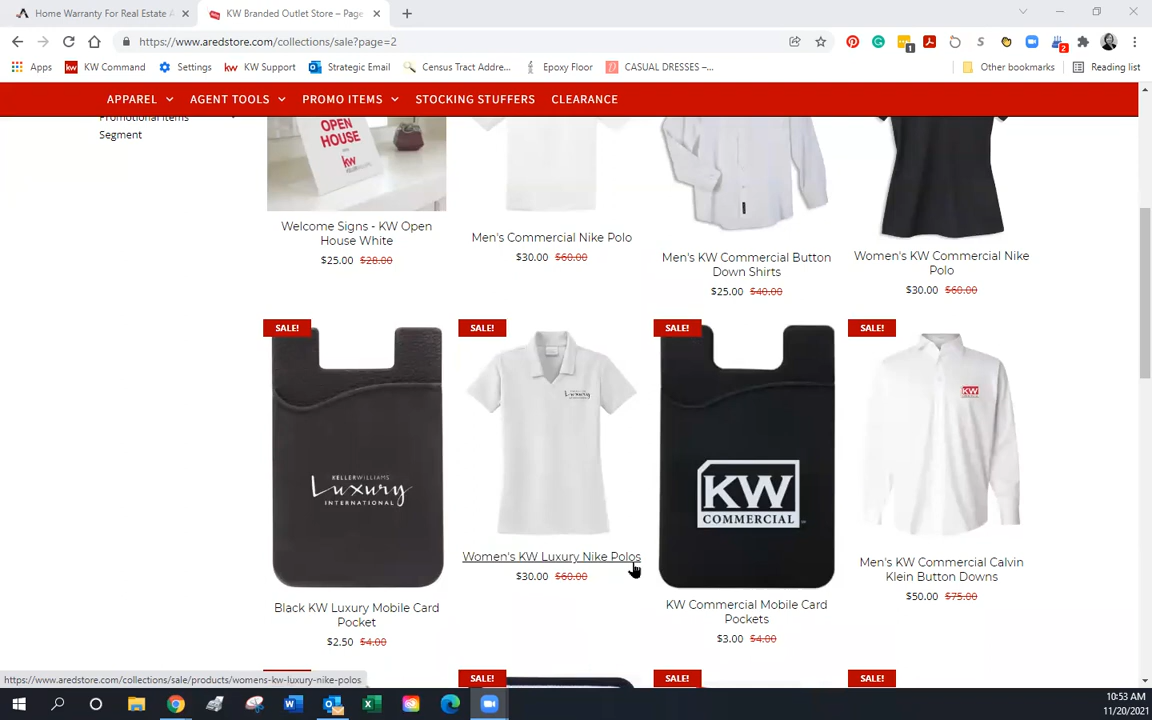 Home Warranty For Real Estate A
KW Branded Outlet Store – Page
https://www.aredstore.com/collections/sale?page=2
Apps
KW Command
Settings
KW Support
Strategic Email
Census Tract Addre...
Epoxy Floor
CASUAL DRESSES –...
Other bookmarks
Reading list
APPAREL
AGENT TOOLS
PROMO ITEMS
STOCKING STUFFERS
CLEARANCE
Promotional Items
Segment
OPEN
HOUSE
kw
KELLERWILLIAMS
Welcome Signs - KW Open
House White
$25.00 $28.00
Men's Commercial Nike Polo
$30.00 $60.00
Men's KW Commercial Button
Down Shirts
$25.00 $40.00
Women's KW Commercial Nike
Polo
$30.00 $60.00
SALE!
SALE!
SALE!
SALE!
KELLERWILLIAMS
Luxury
INTERNATIONAL
Luxury
KW
COMMERCIAL
KW
Black KW Luxury Mobile Card
Pocket
$2.50 $4.00
Women's KW Luxury Nike Polos
$30.00 $60.00
KW Commercial Mobile Card
Pockets
$3.00 $4.00
Men's KW Commercial Calvin
Klein Button Downs
$50.00 $75.00
SALE!
SALE!
SALE!
https://www.aredstore.com/collections/sale/products/womens-kw-luxury-nike-polos
10:53 AM
11/20/2021